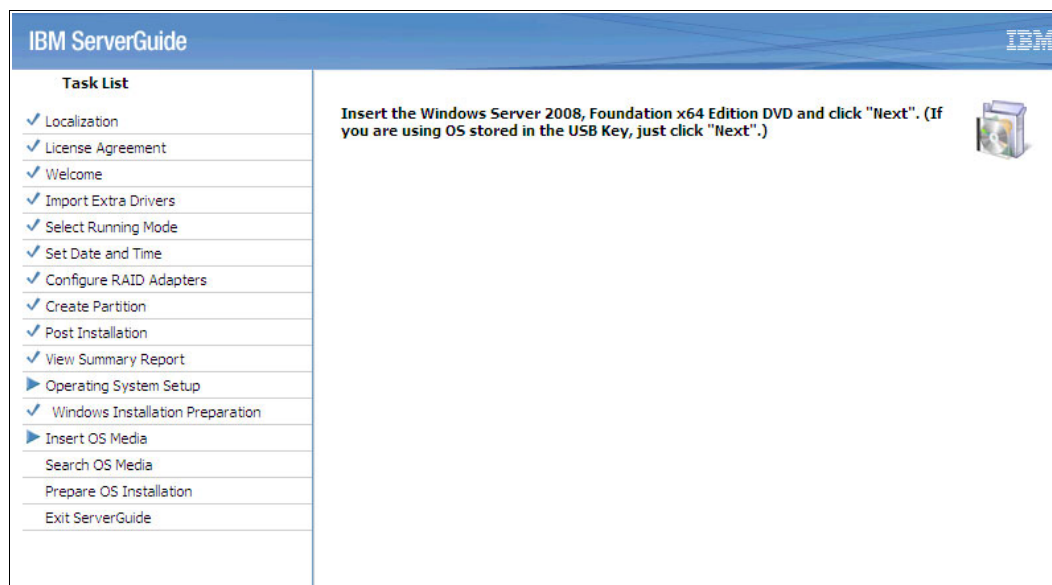 IBM ServerGuide
IBM
Task List
Localization
License Agreement
Welcome
Import Extra Drivers
Select Running Mode
Set Date and Time
Configure RAID Adapters
Create Partition
Post Installation
View Summary Report
Operating System Setup
Windows Installation Preparation
Insert OS Media
Search OS Media
Prepare OS Installation
Exit ServerGuide
Insert the Windows Server 2008, Foundation x64 Edition DVD and click "Next". (If
you are using OS stored in the USB Key, just click "Next".)